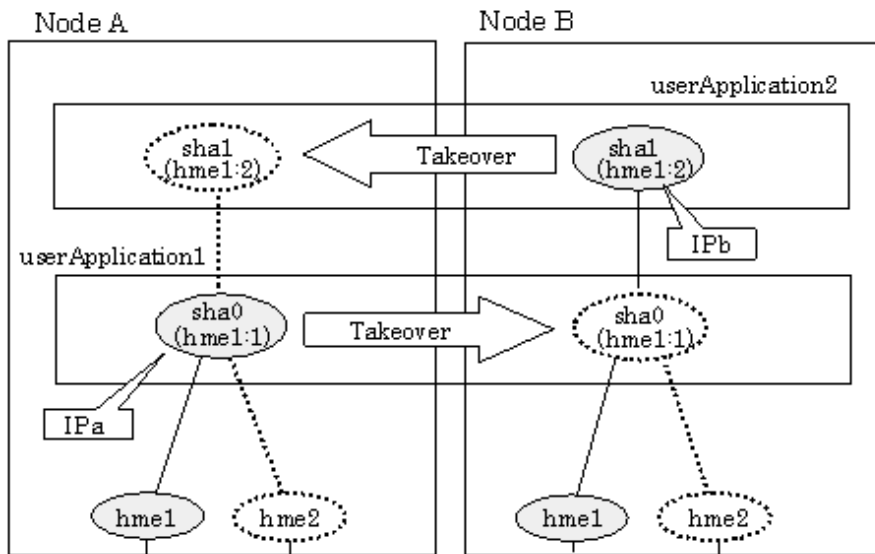 Node A
Node B
userApplication2
sha1
(hme1:2)
Takeover
sha1
(hme1:2)
IPb
userApplication1
sha0
(hme1:1)
Takeover
sha0
(hme1:1)
IPa
hme1
hme2
hme1
hme2